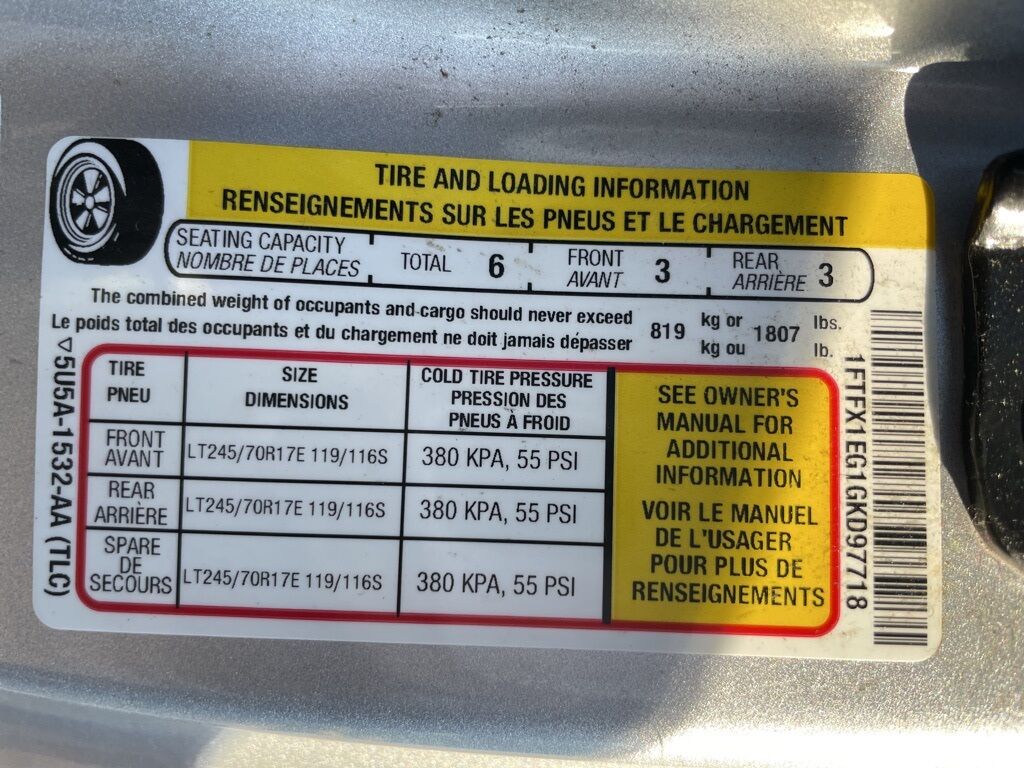 TIRE AND LOADING INFORMATION
RENSEIGNEMENTS SUR LES PNEUS ET LE CHARGEMENT
SEATING CAPACITY
NOMBRE DE PLACES
TOTAL 6
FRONT
AVANT
3
REAR
ARRIÈRE
3
The combined weight of occupants and cargo should never exceed
Le poids total des occupants et du chargement ne doit jamais dépasser
819
kg or
kg ou
1807
lbs.
lb.
TIRE
PNEU
SIZE
DIMENSIONS
COLD TIRE PRESSURE
PRESSION DES
PNEUS À FROID
FRONT
AVANT
LT245/70R17E 119/116S
380 KPA, 55 PSI
REAR
ARRIÈRE
LT245/70R17E 119/116S
380 KPA, 55 PSI
SPARE
DE
SECOURS
LT245/70R17E 119/116S
380 KPA, 55 PSI
SEE OWNER'S
MANUAL FOR
ADDITIONAL
INFORMATION
VOIR LE MANUEL
DE L'USAGER
POUR PLUS DE
RENSEIGNEMENTS
▽5U5A-1532-AA (TLC)
1FTFX1EG1GKD97718